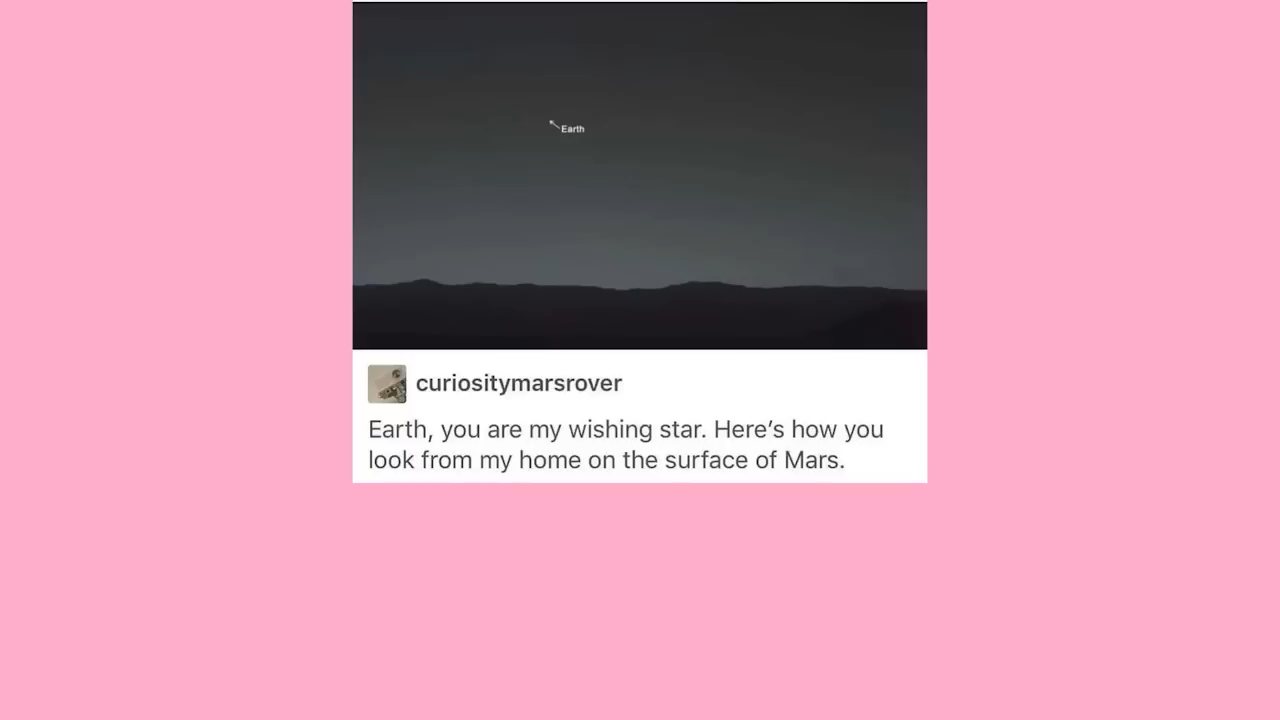 Earth
curiositymarsrover
Earth, you are my wishing star. Here’s how you
look from my home on the surface of Mars.